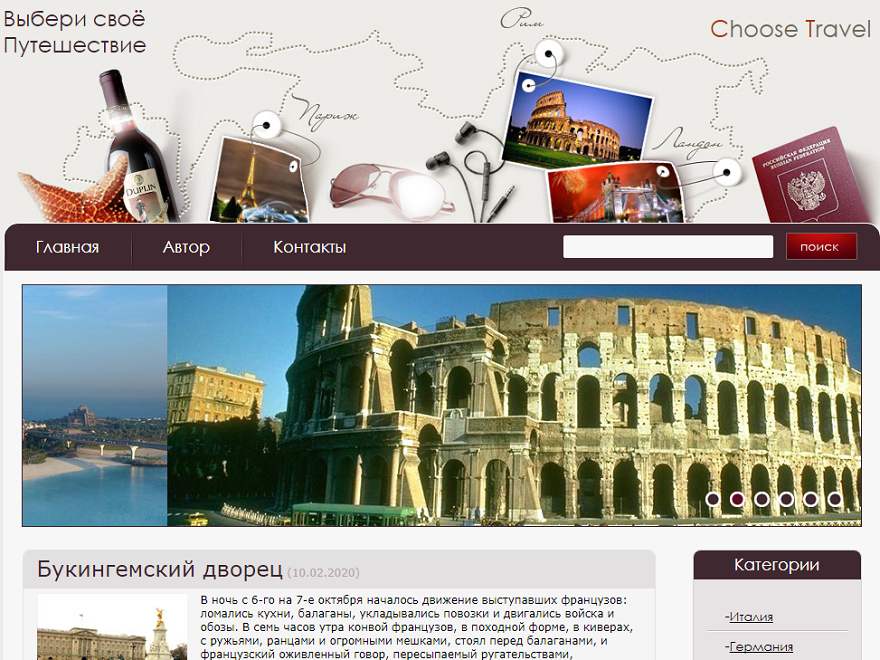 Выбери своё
Путешествие
Choose Travel
Рим
Париж
Лондон
DUPLIN
РОССИЙСКАЯ ФЕДЕРАЦИЯ
RUSSIAN FEDERATION
Главная
Автор
Контакты
поиск
Букингемский дворец (10.02.2020)
В ночь с 6-го на 7-е октября началось движение выступавших французов:
ломались кухни, балаганы, укладывались повозки и двигались войска и
обозы. В семь часов утра конвой французов, в походной форме, в киверах,
с ружьями, ранцами и огромными мешками, стоял перед балаганами, и
французский оживленный говор, пересыпаемый ругательствами,
Категории
-Италия
-Германия